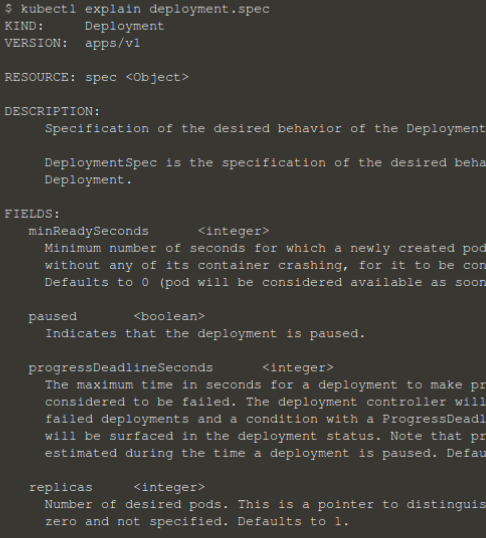 $ kubectl explain deployment.spec
KIND:     Deployment
VERSION:  apps/v1
RESOURCE: spec <Object>
DESCRIPTION:
Specification of the desired behavior of the Deployment
DeploymentSpec is the specification of the desired beha
Deployment.
FIELDS:
minReadySeconds      <integer>
Minimum number of seconds for which a newly created pod
without any of its container crashing, for it to be con
Defaults to 0 (pod will be considered available as soon
paused       <boolean>
Indicates that the deployment is paused.
progressDeadlineSeconds      <integer>
The maximum time in seconds for a deployment to make pr
considered to be failed. The deployment controller will
failed deployments and a condition with a ProgressDeadl
will be surfaced in the deployment status. Note that pr
estimated during the time a deployment is paused. Defau
replicas     <integer>
Number of desired pods. This is a pointer to distinguis
zero and not specified. Defaults to 1.